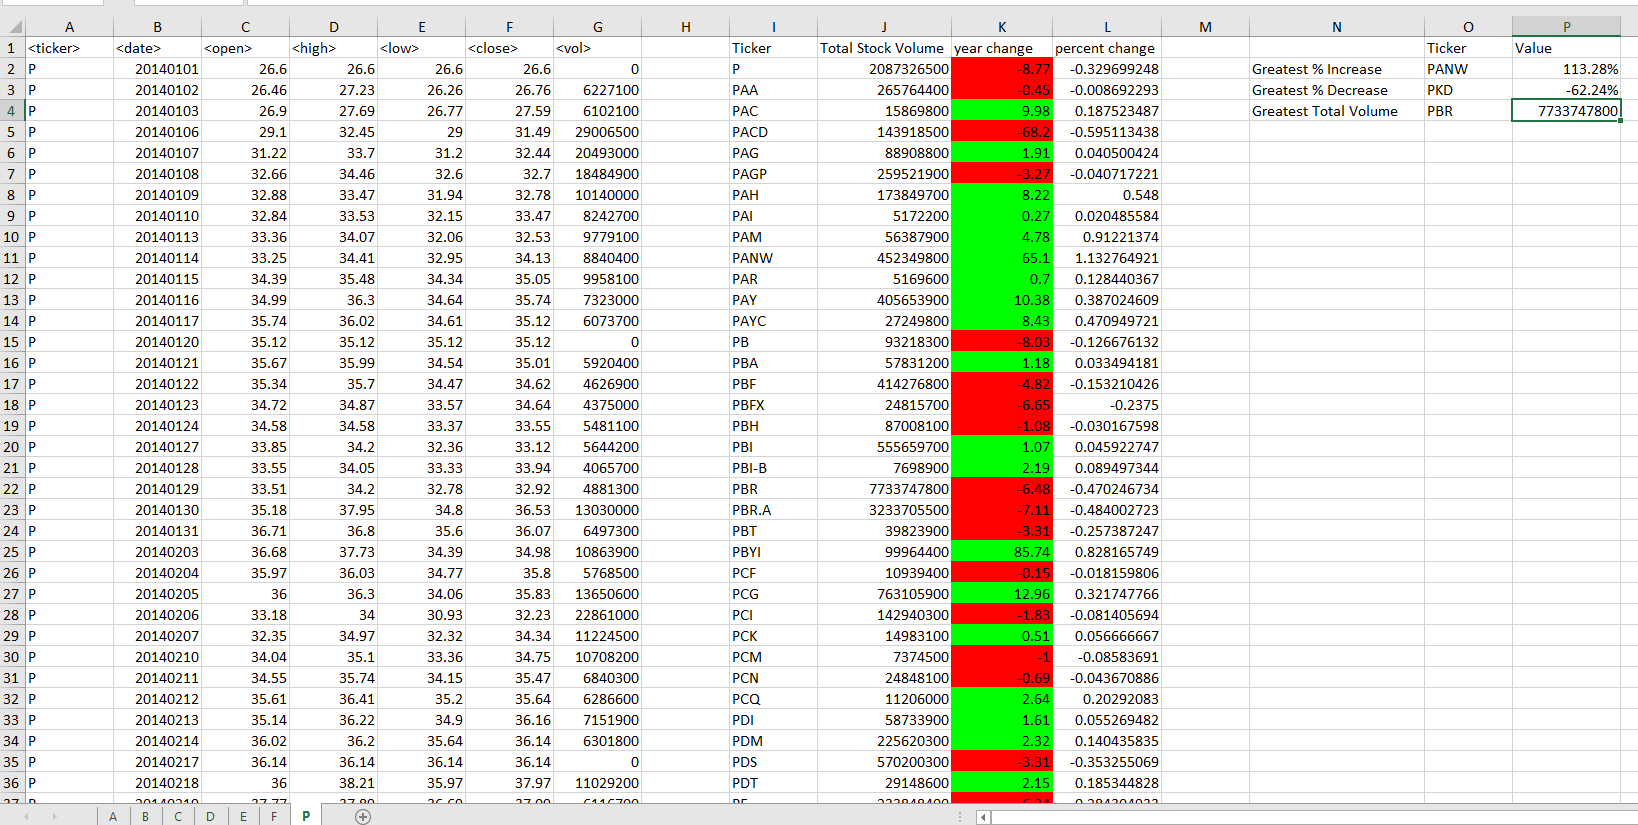 A B C D E F G H I J K L M N O P
1 <ticker> <date> <open> <high> <low> <close> <vol> Ticker Total Stock Volume year change percent change Ticker Value
2 P 20140101 26.6 26.6 26.6 26.6 0 P 2087326500 -8.77 -0.329699248 Greatest % Increase PANW 113.28%
3 P 20140102 26.46 27.23 26.26 26.76 6227100 PAA 265764400 -0.45 -0.008692293 Greatest % Decrease PKD -62.24%
4 P 20140103 26.9 27.69 26.77 27.59 6102100 PAC 15869800 9.98 0.187523487 Greatest Total Volume PBR 7733747800
5 P 20140106 29.1 32.45 29 31.49 29006500 PACD 143918500 -68.2 -0.595113438
6 P 20140107 31.22 33.7 31.2 32.44 20493000 PAG 88908800 1.91 0.040500424
7 P 20140108 32.66 34.46 32.6 32.7 18484900 PAGP 259521900 -3.27 -0.040717221
8 P 20140109 32.88 33.47 31.94 32.78 10140000 PAH 173849700 8.22 0.548
9 P 20140110 32.84 33.53 32.15 33.47 8242700 PAI 5172200 0.27 0.020485584
10 P 20140113 33.36 34.07 32.06 32.53 9779100 PAM 56387900 4.78 0.91221374
11 P 20140114 33.25 34.41 32.95 34.13 8840400 PANW 452349800 65.1 1.132764921
12 P 20140115 34.39 35.48 34.34 35.05 9958100 PAR 5169600 0.7 0.128440367
13 P 20140116 34.99 36.3 34.64 35.74 7323000 PAY 405653900 10.38 0.387024609
14 P 20140117 35.74 36.02 34.61 35.12 6073700 PAYC 27249800 8.43 0.470949721
15 P 20140120 35.12 35.12 35.12 35.12 0 PB 93218300 -8.03 -0.126676132
16 P 20140121 35.67 35.99 34.54 35.01 5920400 PBA 57831200 1.18 0.033494181
17 P 20140122 35.34 35.7 34.47 34.62 4626900 PBF 414276800 -4.82 -0.153210426
18 P 20140123 34.72 34.87 33.57 34.64 4375000 PBFX 24815700 -6.65 -0.2375
19 P 20140124 34.58 34.58 33.37 33.55 5481100 PBH 87008100 -1.08 -0.030167598
20 P 20140127 33.85 34.2 32.36 33.12 5644200 PBI 555659700 1.07 0.045922747
21 P 20140128 33.55 34.05 33.33 33.94 4065700 PBI-B 7698900 2.19 0.089497344
22 P 20140129 33.51 34.2 32.78 32.92 4881300 PBR 7733747800 -6.48 -0.470246734
23 P 20140130 35.18 37.95 34.8 36.53 13030000 PBR.A 3233705500 -7.11 -0.484002723
24 P 20140131 36.71 36.8 35.6 36.07 6497300 PBT 39823900 -3.31 -0.257387247
25 P 20140203 36.68 37.73 34.39 34.98 10863900 PBYI 99964400 85.74 0.828165749
26 P 20140204 35.97 36.03 34.77 35.8 5768500 PCF 10939400 -0.15 -0.018159806
27 P 20140205 36 36.3 34.06 35.83 13650600 PCG 763105900 12.96 0.321747766
28 P 20140206 33.18 34 30.93 32.23 22861000 PCI 142940300 -1.83 -0.081405694
29 P 20140207 32.35 34.97 32.32 34.34 11224500 PCK 14983100 0.51 0.056666667
30 P 20140210 34.04 35.1 33.36 34.75 10708200 PCM 7374500 -1 -0.08583691
31 P 20140211 34.55 35.74 34.15 35.47 6840300 PCN 24848100 -0.69 -0.043670886
32 P 20140212 35.61 36.41 35.2 35.64 6286600 PCQ 11206000 2.64 0.20292083
33 P 20140213 35.14 36.22 34.9 36.16 7151900 PDI 58733900 1.61 0.055269482
34 P 20140214 36.02 36.2 35.64 36.14 6301800 PDM 225620300 2.32 0.140435835
35 P 20140217 36.14 36.14 36.14 36.14 0 PDS 570200300 -3.31 -0.353255069
36 P 20140218 36 38.21 35.97 37.97 11029200 PDT 29148600 2.15 0.185344828
A B C D E F P